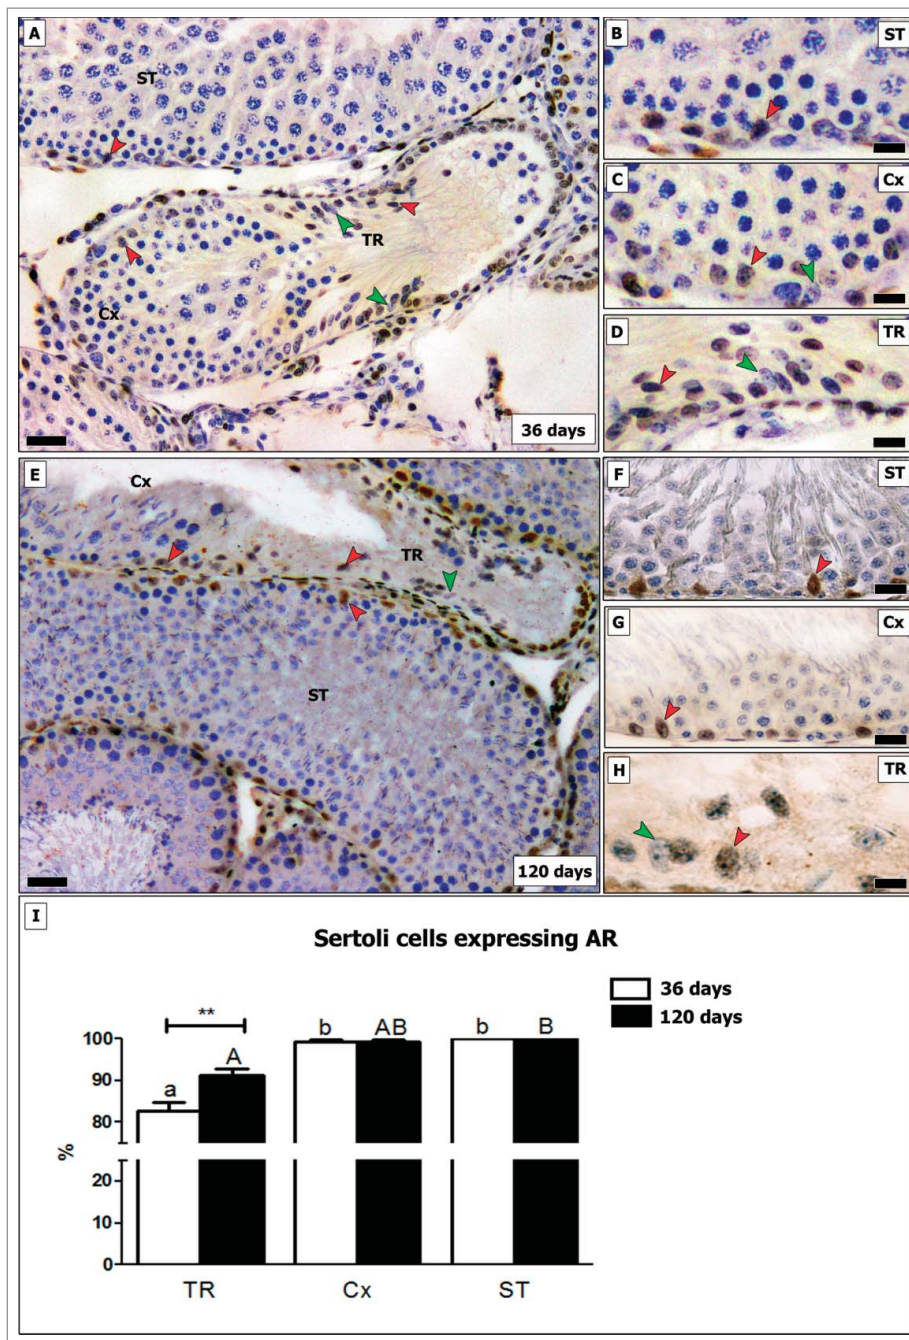 A
ST
TR
Cx
36 days
B
ST
C
Cx
D
TR
E
Cx
TR
ST
120 days
F
ST
G
Cx
H
TR
I
Sertoli cells expressing AR
36 days
120 days
**
a
A
b
AB
b
B
100
90
80
20
0
%
TR
Cx
ST